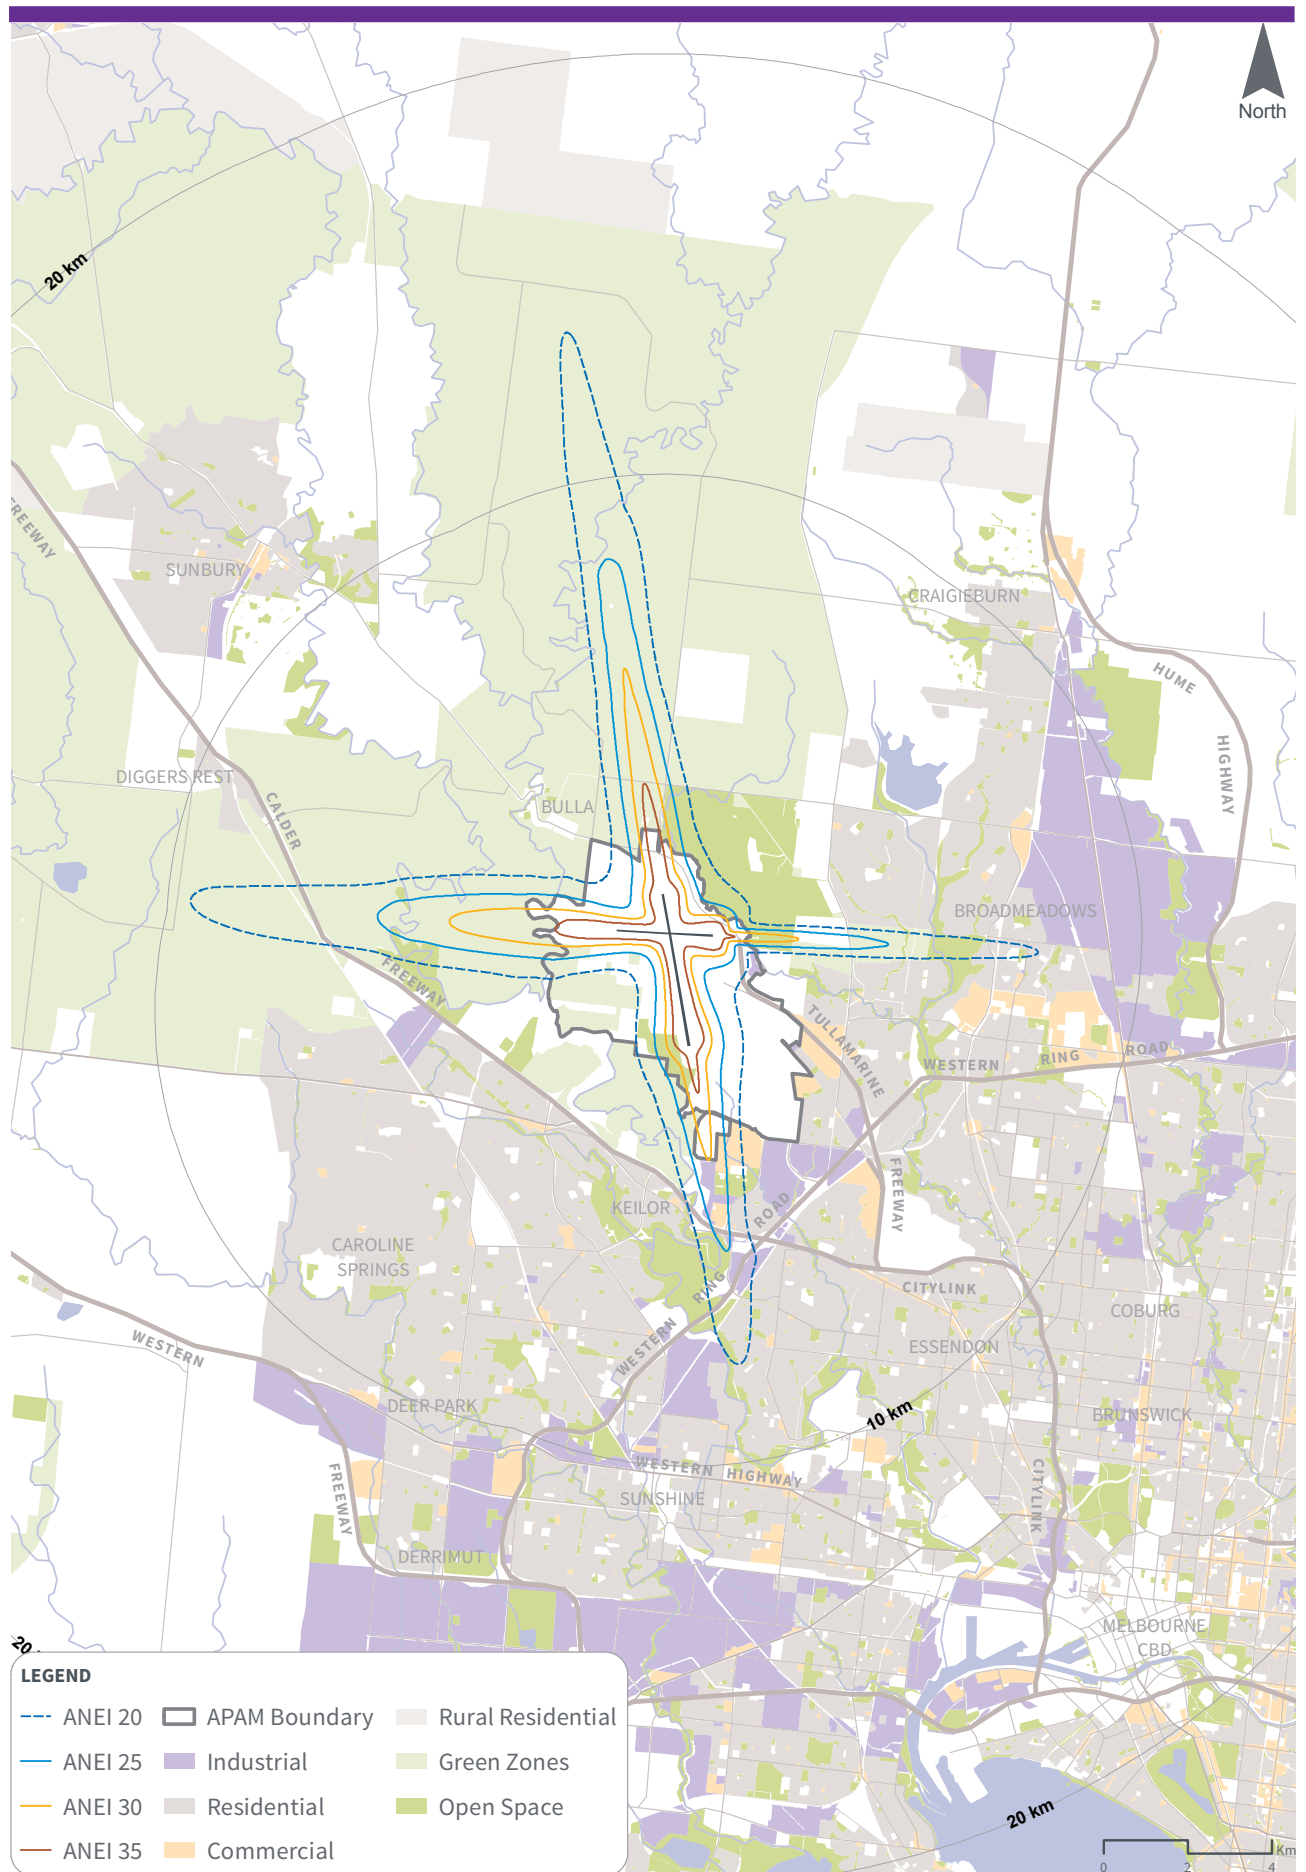 North
20 km
FREEWAY
SUNBURY
CRAIGIEBURN
HUME
HIGHWAY
DIGGERS REST
CALDER
BULLA
BROADMEADOWS
FREEWAY
TULLAMARINE
WESTERN RING ROAD
FREEWAY
KEILOR
ROAD
CAROLINE
SPRINGS
RING
CITYLINK
COBURG
WESTERN
WESTERN
ESSENDON
DEER PARK
10 km
BRUNSWICK
WESTERN HIGHWAY
FREEWAY
SUNSHINE
CITYLINK
DERRIMUT
MELBOURNE
CBD
20
LEGEND
ANEI 20
APAM Boundary
Rural Residential
ANEI 25
Industrial
Green Zones
ANEI 30
Residential
Open Space
ANEI 35
Commercial
20 km
Km
0 2 4